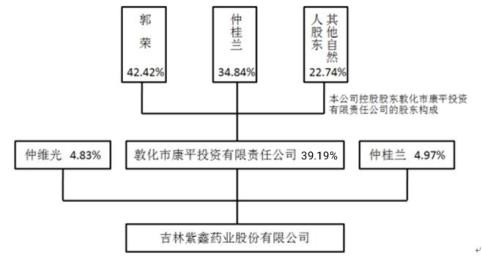 郭荣
42.42%
仲桂兰
34.84%
其他自然
人股东
22.74%
本公司控股股东敦化市康平投资
有限责任公司的股东构成
仲维光 4.83%
敦化市康平投资有限责任公司 39.19%
仲桂兰 4.97%
吉林紫鑫药业股份有限公司